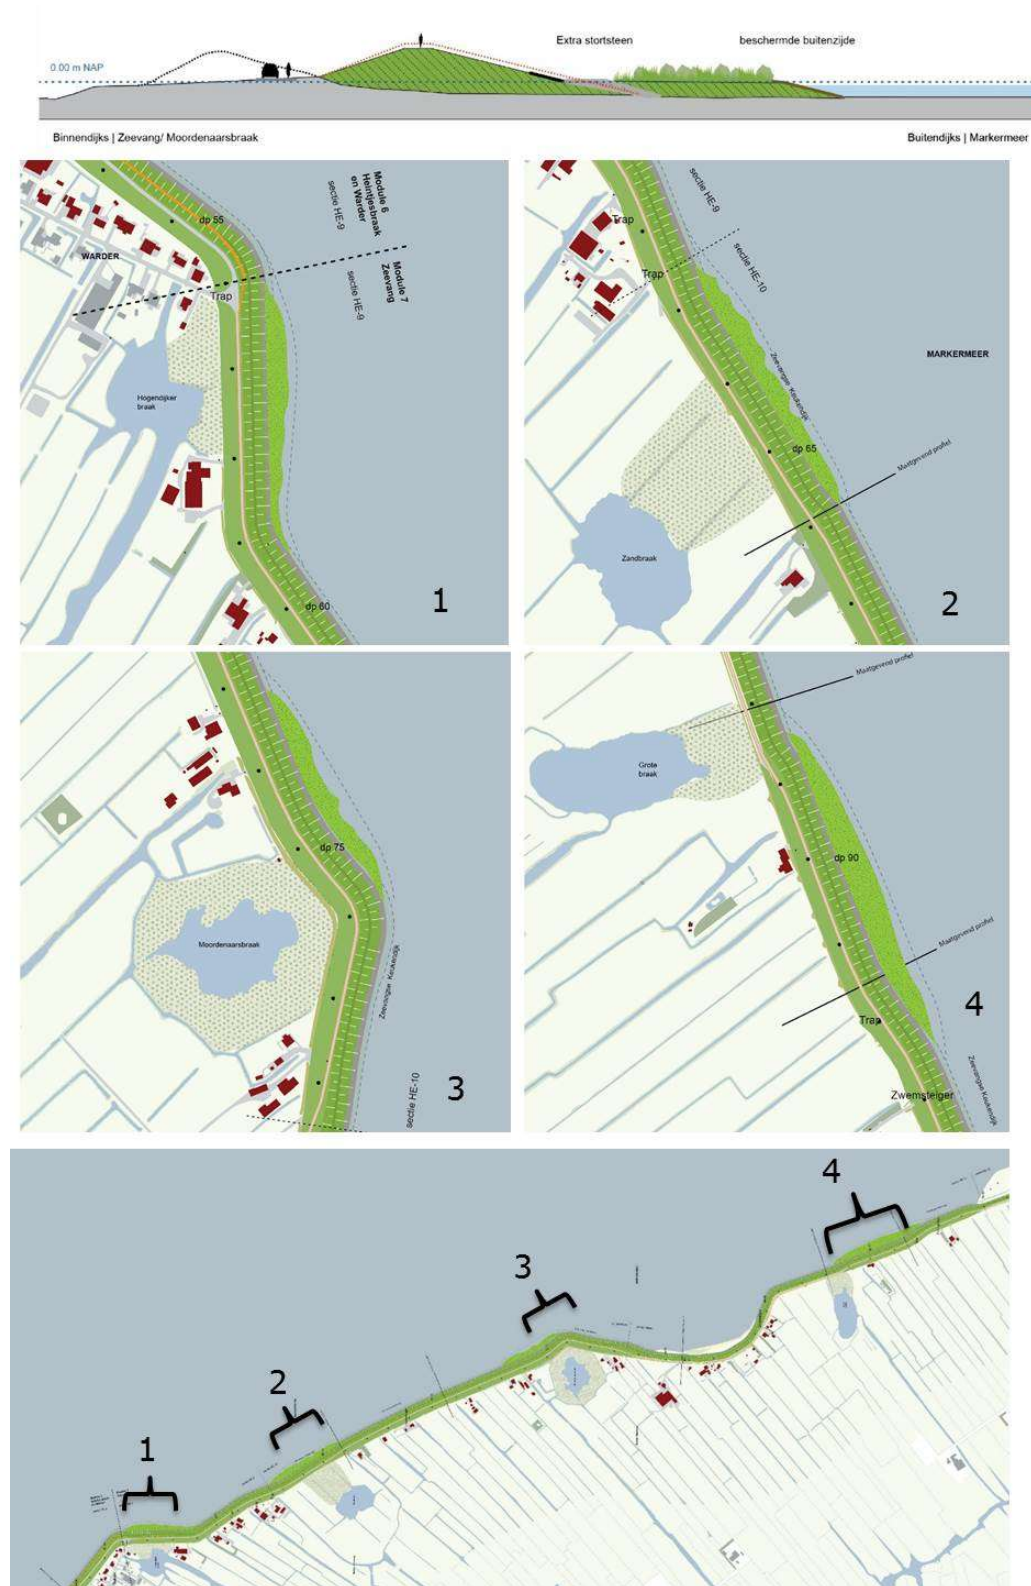 Extra stortsteen
beschermde buitenzijde
0.00 m NAP
Binnendijks | Zeevang/ Moordenaarsbraak
Buitendijks | Markermeer
Module 6
Heintjesbraak
en Warder
sectie HE-9
Module 7
Zeevang
sectie HE-9
dp 55
WARDER
Trap
Hogendijker
braak
dp 60
1
sectie HE-9
sectie HE-10
Trap
Trap
MARKERMEER
Zeevangse Keukendijk
dp 65
Maatgevend profiel
Zandbraak
2
dp 75
Moordenaarsbraak
Zeevangse Keukendijk
sectie HE-10
3
Maatgevend profiel
Grote
braak
dp 90
Maatgevend profiel
Trap
4
Zeevangse Keukendijk
Zwemsteiger
4
3
2
1